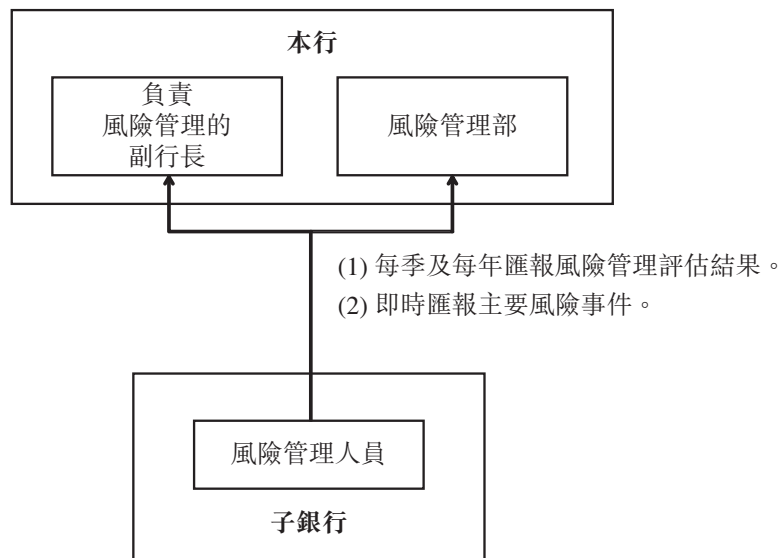 本行
負責
風險管理的
副行長
風險管理部
(1) 每季及每年匯報風險管理評估結果。
(2) 即時匯報主要風險事件。
風險管理人員
子銀行